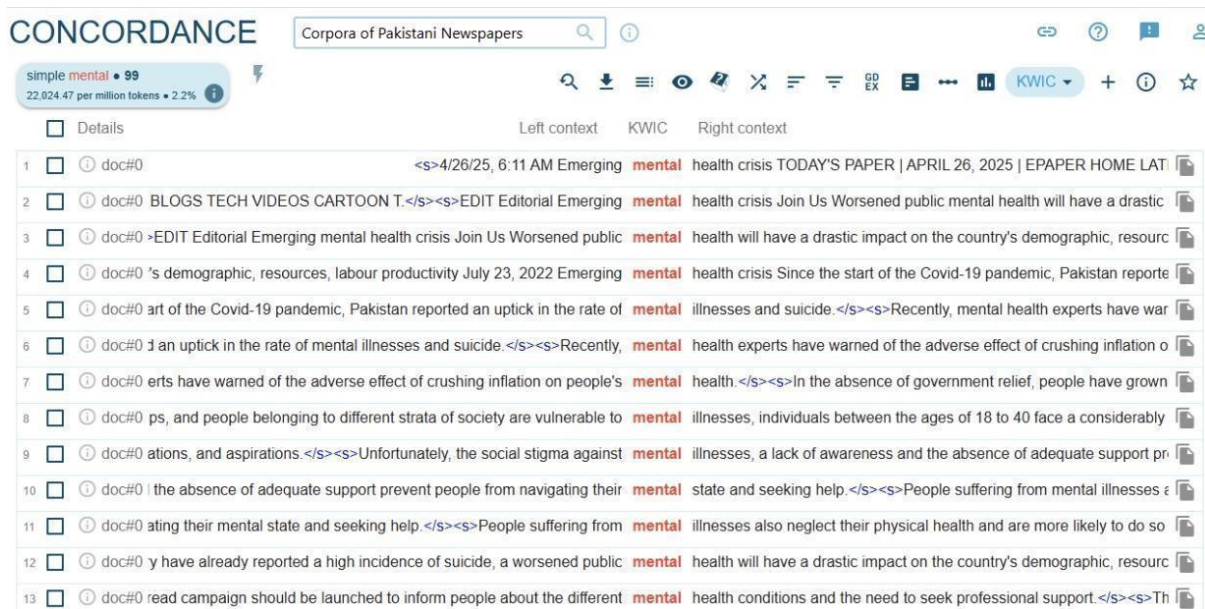 CONCORDANCE Corpora of Pakistani Newspapers
simple mental • 99
22,024.47 per million tokens • 2.2%
GD EX KWIC
Details Left context KWIC Right context
1 doc#0 <s>4/26/25, 6:11 AM Emerging mental health crisis TODAY'S PAPER | APRIL 26, 2025 | EPAPER HOME LAT
2 doc#0 BLOGS TECH VIDEOS CARTOON T.</s><s>EDIT Editorial Emerging mental health crisis Join Us Worsened public mental health will have a drastic
3 doc#0 >EDIT Editorial Emerging mental health crisis Join Us Worsened public mental health will have a drastic impact on the country's demographic, resourc
4 doc#0 's demographic, resources, labour productivity July 23, 2022 Emerging mental health crisis Since the start of the Covid-19 pandemic, Pakistan reporte
5 doc#0 art of the Covid-19 pandemic, Pakistan reported an uptick in the rate of mental illnesses and suicide.</s><s>Recently, mental health experts have war
6 doc#0 d an uptick in the rate of mental illnesses and suicide.</s><s>Recently, mental health experts have warned of the adverse effect of crushing inflation o
7 doc#0 erts have warned of the adverse effect of crushing inflation on people's mental health.</s><s>In the absence of government relief, people have grown
8 doc#0 ps, and people belonging to different strata of society are vulnerable to mental illnesses, individuals between the ages of 18 to 40 face a considerably
9 doc#0 ations, and aspirations.</s><s>Unfortunately, the social stigma against mental illnesses, a lack of awareness and the absence of adequate support pr
10 doc#0 the absence of adequate support prevent people from navigating their mental state and seeking help.</s><s>People suffering from mental illnesses a
11 doc#0 ating their mental state and seeking help.</s><s>People suffering from mental illnesses also neglect their physical health and are more likely to do so
12 doc#0 y have already reported a high incidence of suicide, a worsened public mental health will have a drastic impact on the country's demographic, resourc
13 doc#0 read campaign should be launched to inform people about the different mental health conditions and the need to seek professional support.</s><s>Th